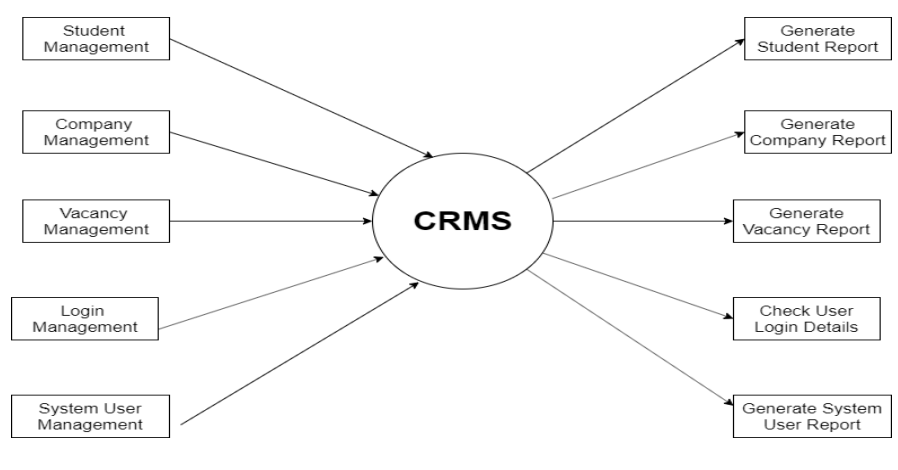 Student
Management
Company
Management
Vacancy
Management
Login
Management
System User
Management
CRMS
Generate
Student Report
Generate
Company Report
Generate
Vacancy Report
Check User
Login Details
Generate System
User Report